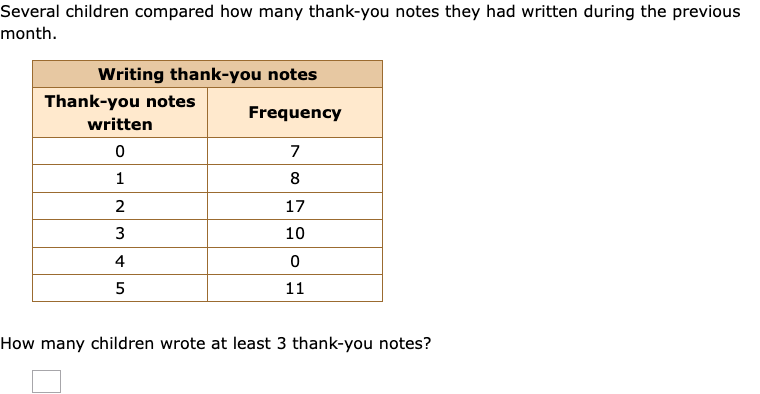 Several children compared how many thank-you notes they had written during the previous
month.
Writing thank-you notes
Thank-you notes
written
Frequency
0 7
1 8
2 17
3 10
4 0
5 11
How many children wrote at least 3 thank-you notes?